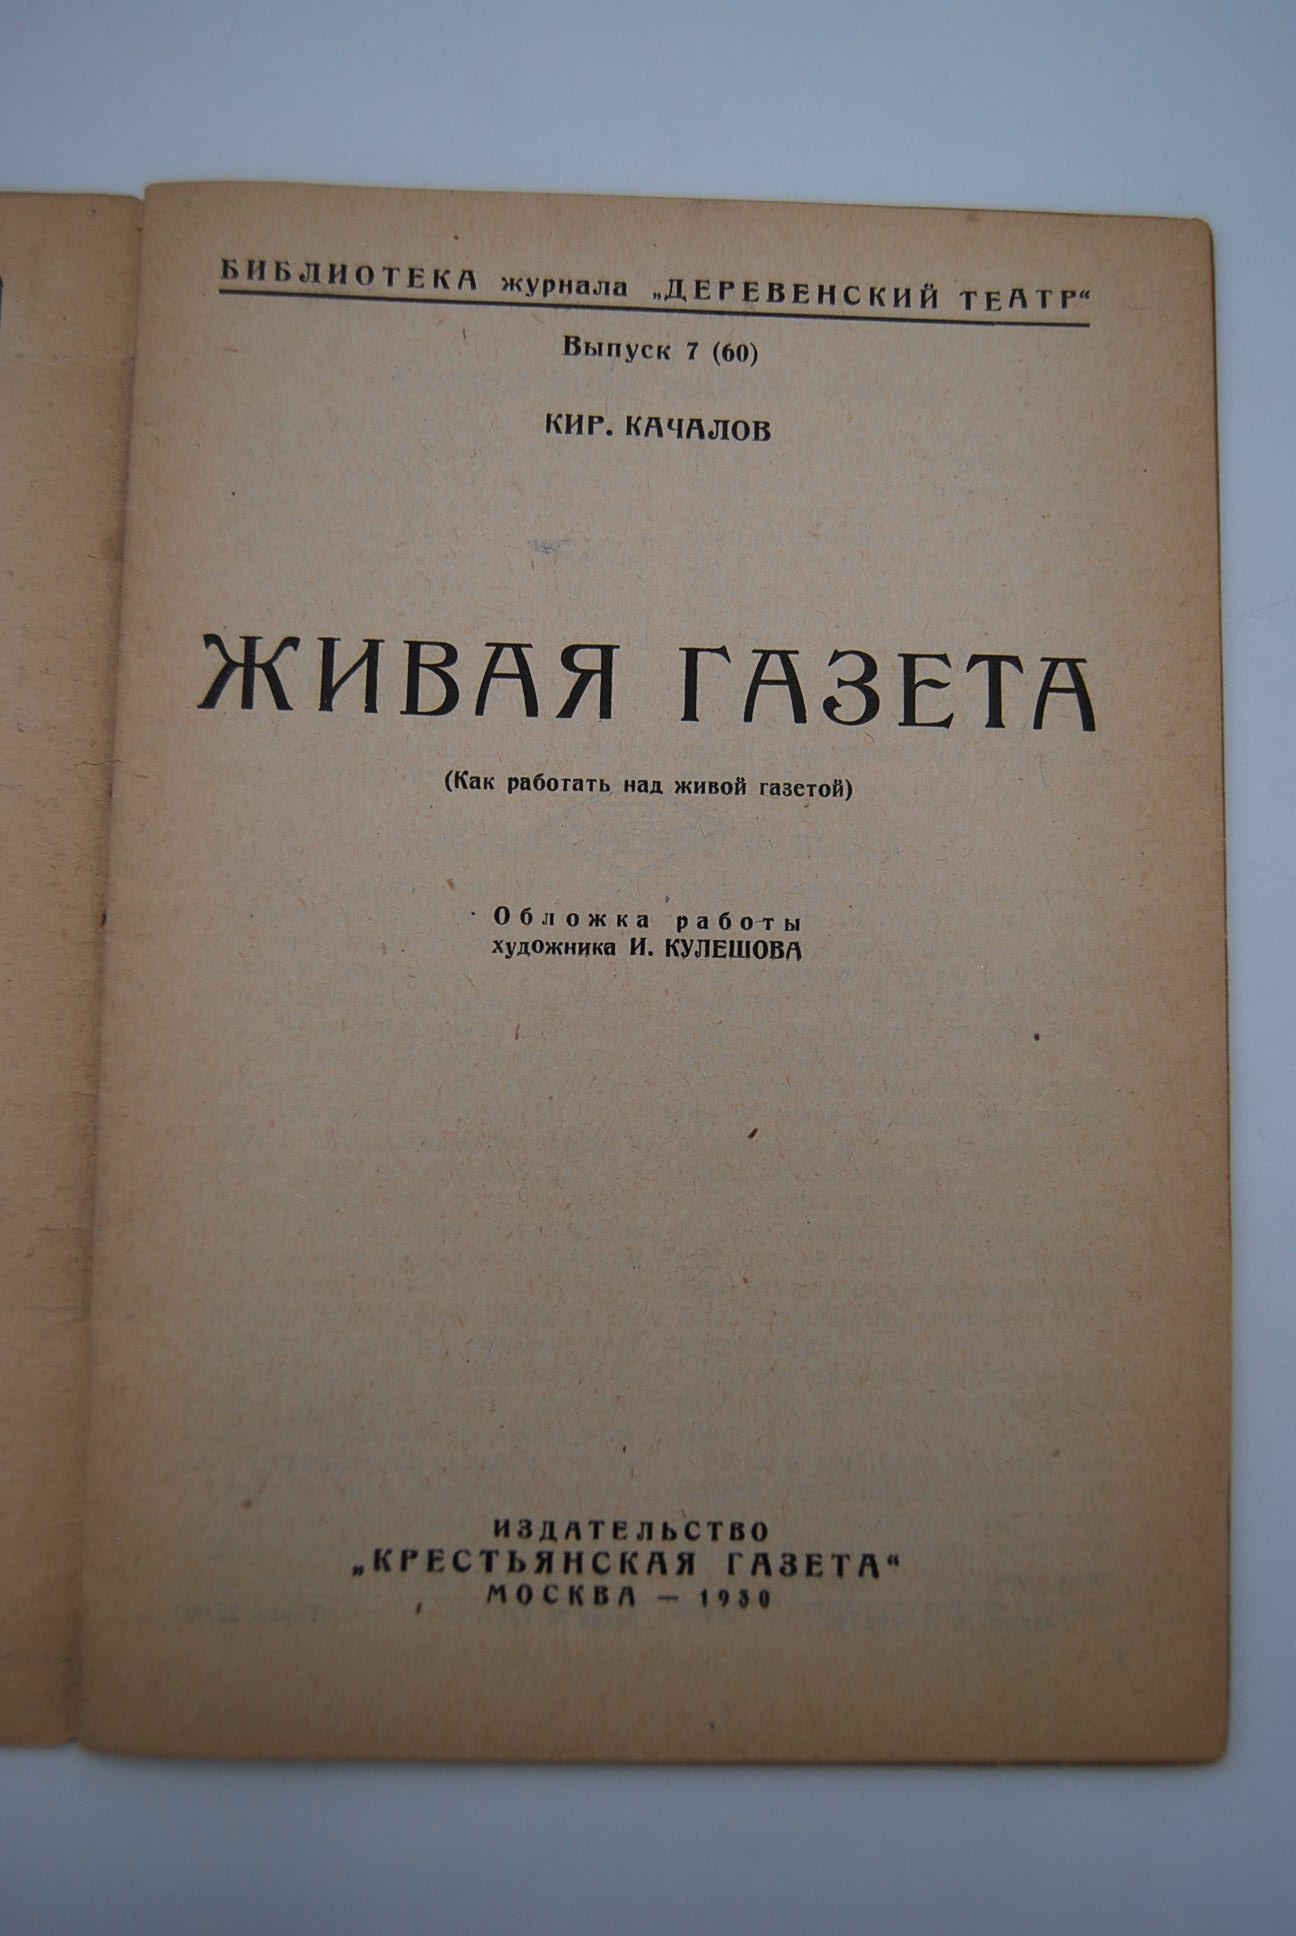 БИБЛИОТЕКА журнала „ДЕРЕВЕНСКИЙ ТЕАТР“
Выпуск 7 (60)
КИР. КАЧАЛОВ
ЖИВАЯ ГАЗЕТА
(Как работать над живой газетой)
Обложка работы
художника И. КУЛЕШОВА
ИЗДАТЕЛЬСТВО
„КРЕСТЬЯНСКАЯ ГАЗЕТА“
МОСКВА — 1930